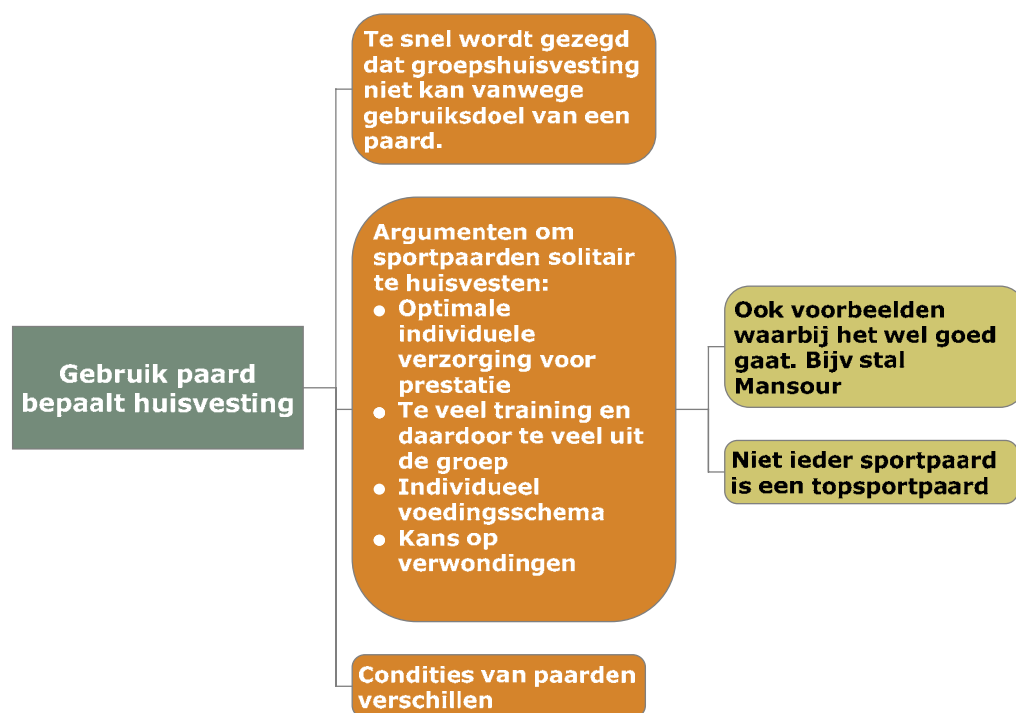 Te snel wordt gezegd
dat groepshuisvesting
niet kan vanwege
gebruiksdoel van een
paard.
Argumenten om
sportpaarden solitair
te huisvesten:
● Optimale
individuele
verzorging voor
prestatie
● Te veel training en
daardoor te veel uit
de groep
● Individueel
voedingsschema
● Kans op
verwondingen
Ook voorbeelden
waarbij het wel goed
gaat. Bijv stal
Mansour
Gebruik paard
bepaalt huisvesting
Niet ieder sportpaard
is een topsportpaard
Condities van paarden
verschillen